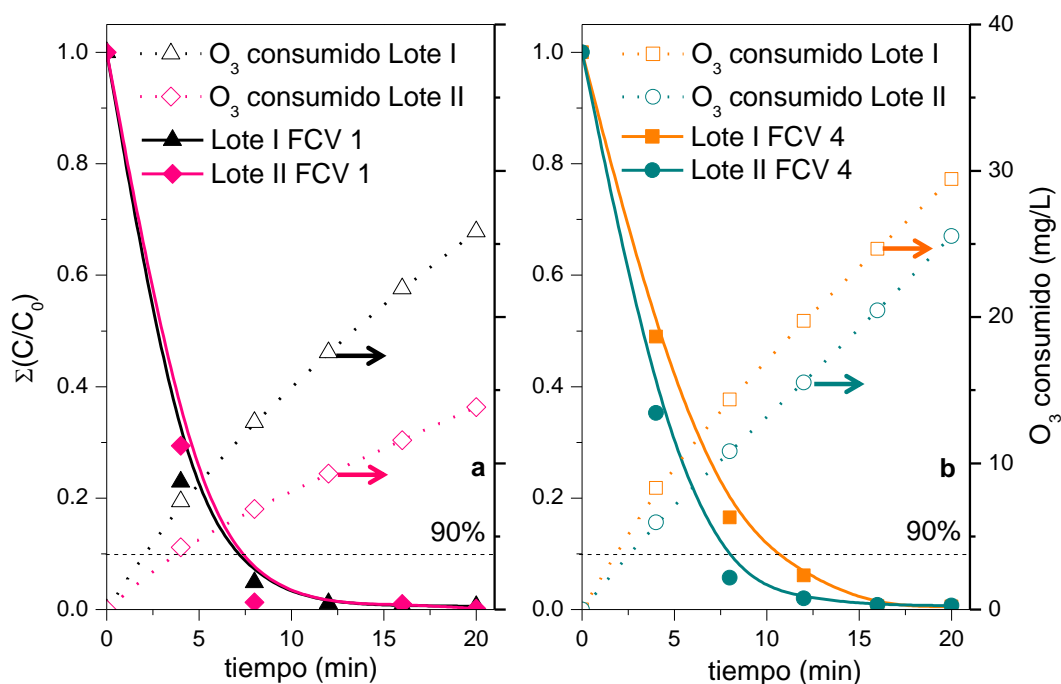 Σ(C/C₀)
1.0
0.8
0.6
0.4
0.2
0.0
O₃ consumido Lote I
O₃ consumido Lote II
Lote I FCV 1
Lote II FCV 1
a
90%
0 5 10 15 20
tiempo (min)
1.0
0.8
0.6
0.4
0.2
0.0
O₃ consumido Lote I
O₃ consumido Lote II
Lote I FCV 4
Lote II FCV 4
b
90%
0 5 10 15 20
tiempo (min)
40
30
20
10
0
O₃ consumido (mg/L)